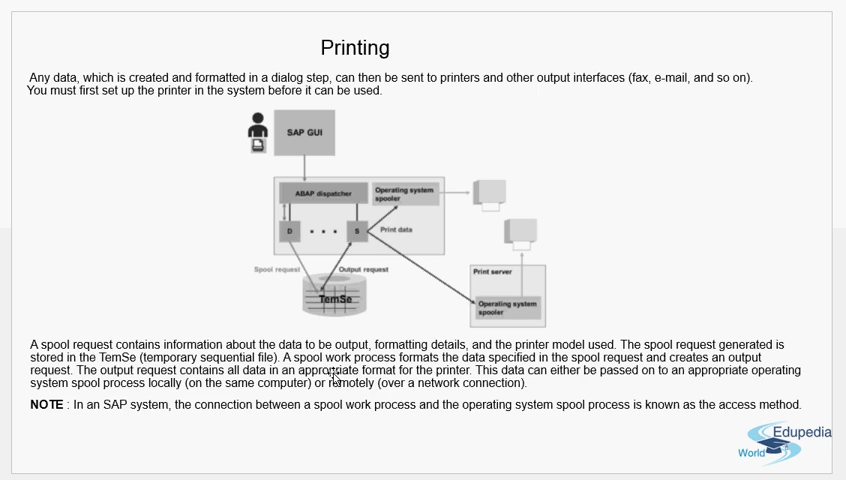 Printing
Any data, which is created and formatted in a dialog step, can then be sent to printers and other output interfaces (fax, e-mail, and so on).
You must first set up the printer in the system before it can be used.
SAP GUI
ABAP dispatcher
Operating system
spooler
D
S
Print data
Spool request
Output request
Print server
TemSe
Operating system
spooler
A spool request contains information about the data to be output, formatting details, and the printer model used. The spool request generated is
stored in the TemSe (temporary sequential file). A spool work process formats the data specified in the spool request and creates an output
request. The output request contains all data in an appropriate format for the printer. This data can either be passed on to an appropriate operating
system spool process locally (on the same computer) or remotely (over a network connection).
NOTE : In an SAP system, the connection between a spool work process and the operating system spool process is known as the access method.
Edupedia
World